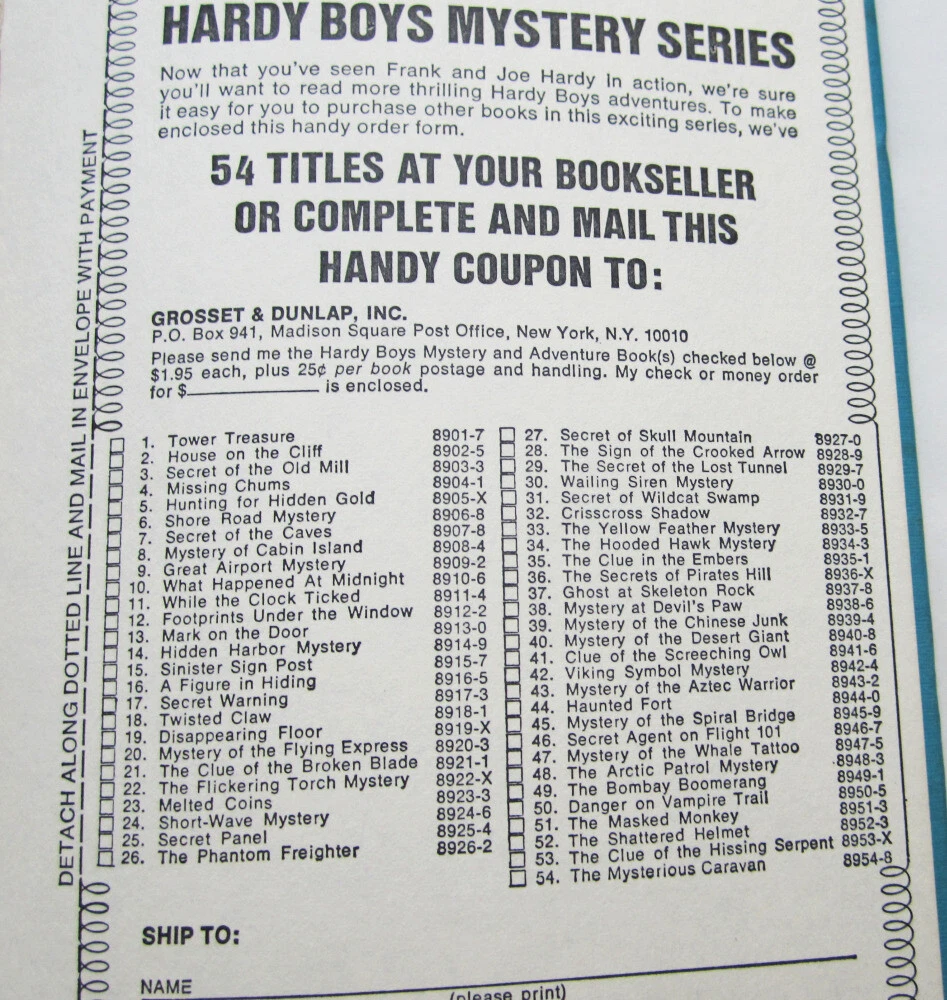 HARDY BOYS MYSTERY SERIES
Now that you've seen Frank and Joe Hardy in action, we're sure
you'll want to read more thrilling Hardy Boys adventures. To make
it easy for you to purchase other books in this exciting series, we've
enclosed this handy order form.
54 TITLES AT YOUR BOOKSELLER
OR COMPLETE AND MAIL THIS
HANDY COUPON TO:
GROSSET & DUNLAP, INC.
P.O. Box 941, Madison Square Post Office, New York, N.Y. 10010
Please send me the Hardy Boys Mystery and Adventure Book(s) checked below @
$1.95 each, plus 25¢ per book postage and handling. My check or money order
for $____________ is enclosed.
DETACH ALONG DOTTED LINE AND MAIL IN ENVELOPE WITH PAYMENT
1. Tower Treasure 8901-7
2. House on the Cliff 8902-5
3. Secret of the Old Mill 8903-3
4. Missing Chums 8904-1
5. Hunting for Hidden Gold 8905-X
6. Shore Road Mystery 8906-8
7. Secret of the Caves 8907-8
8. Mystery of Cabin Island 8908-4
9. Great Airport Mystery 8909-2
10. What Happened At Midnight 8910-6
11. While the Clock Ticked 8911-4
12. Footprints Under the Window 8912-2
13. Mark on the Door 8913-0
14. Hidden Harbor Mystery 8914-9
15. Sinister Sign Post 8915-7
16. A Figure in Hiding 8916-5
17. Secret Warning 8917-3
18. Twisted Claw 8918-1
19. Disappearing Floor 8919-X
20. Mystery of the Flying Express 8920-3
21. The Clue of the Broken Blade 8921-1
22. The Flickering Torch Mystery 8922-X
23. Melted Coins 8923-3
24. Short-Wave Mystery 8924-6
25. Secret Panel 8925-4
26. The Phantom Freighter 8926-2
27. Secret of Skull Mountain 8927-0
28. The Sign of the Crooked Arrow 8928-9
29. The Secret of the Lost Tunnel 8929-7
30. Wailing Siren Mystery 8930-0
31. Secret of Wildcat Swamp 8931-9
32. Crisscross Shadow 8932-7
33. The Yellow Feather Mystery 8933-5
34. The Hooded Hawk Mystery 8934-3
35. The Clue in the Embers 8935-1
36. The Secrets of Pirates Hill 8936-X
37. Ghost at Skeleton Rock 8937-8
38. Mystery at Devil's Paw 8938-6
39. Mystery of the Chinese Junk 8939-4
40. Mystery of the Desert Giant 8940-8
41. Clue of the Screeching Owl 8941-6
42. Viking Symbol Mystery 8942-4
43. Mystery of the Aztec Warrior 8943-2
44. Haunted Fort 8944-0
45. Mystery of the Spiral Bridge 8945-9
46. Secret Agent on Flight 101 8946-7
47. Mystery of the Whale Tattoo 8947-5
48. The Arctic Patrol Mystery 8948-3
49. The Bombay Boomerang 8949-1
50. Danger on Vampire Trail 8950-5
51. The Masked Monkey 8951-3
52. The Shattered Helmet 8952-3
53. The Clue of the Hissing Serpent 8953-X
54. The Mysterious Caravan 8954-8
SHIP TO:
NAME
(please print)